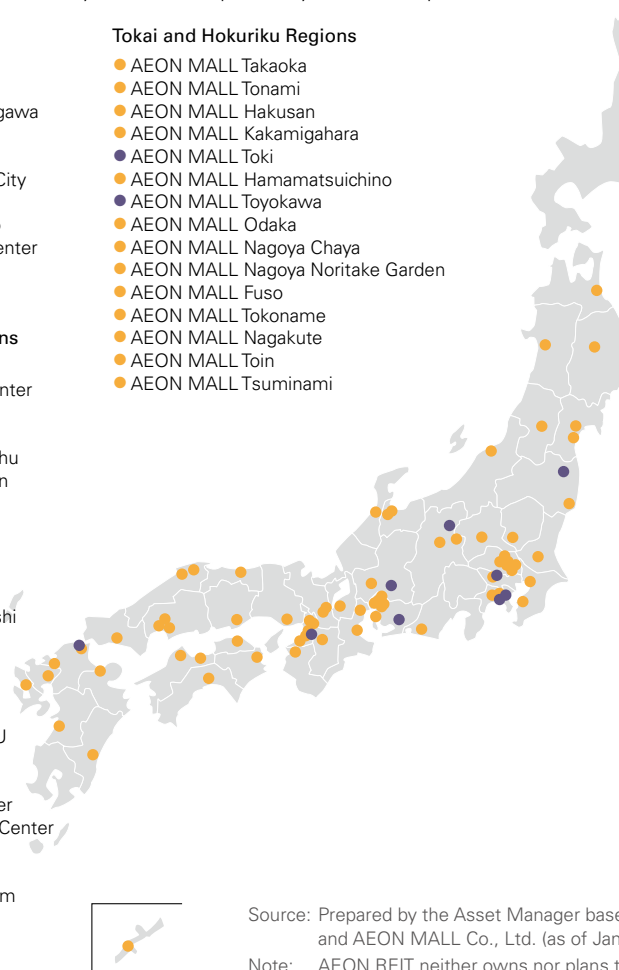 Tokai and Hokuriku Regions
AEON MALL Takaoka
AEON MALL Tonami
AEON MALL Hakusan
AEON MALL Kakamigahara
AEON MALL Toki
AEON MALL Hamamatsuichino
AEON MALL Toyokawa
AEON MALL Odaka
AEON MALL Nagoya Chaya
AEON MALL Nagoya Noritake Garden
AEON MALL Fuso
AEON MALL Tokoname
AEON MALL Nagakute
AEON MALL Toin
AEON MALL Tsuminami
gawa
City
enter
ns
nter
hu
n
shi
U
er
Center
m
Source: Prepared by the Asset Manager base
and AEON MALL Co., Ltd. (as of Jan
Note: AEON REIT neither owns nor plans t